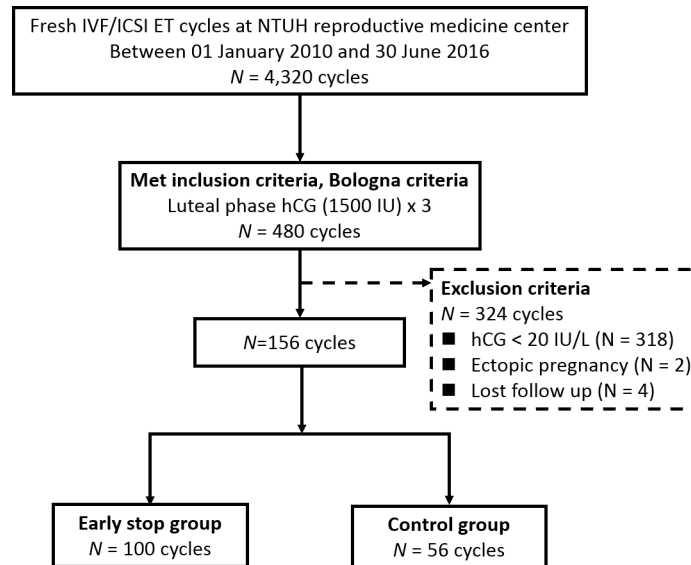 Fresh IVF/ICSI ET cycles at NTUH reproductive medicine center
Between 01 January 2010 and 30 June 2016
N = 4,320 cycles
Met inclusion criteria, Bologna criteria
Luteal phase hCG (1500 IU) x 3
N = 480 cycles
Exclusion criteria
N = 324 cycles
■ hCG < 20 IU/L (N = 318)
■ Ectopic pregnancy (N = 2)
■ Lost follow up (N = 4)
N=156 cycles
Early stop group
N = 100 cycles
Control group
N = 56 cycles